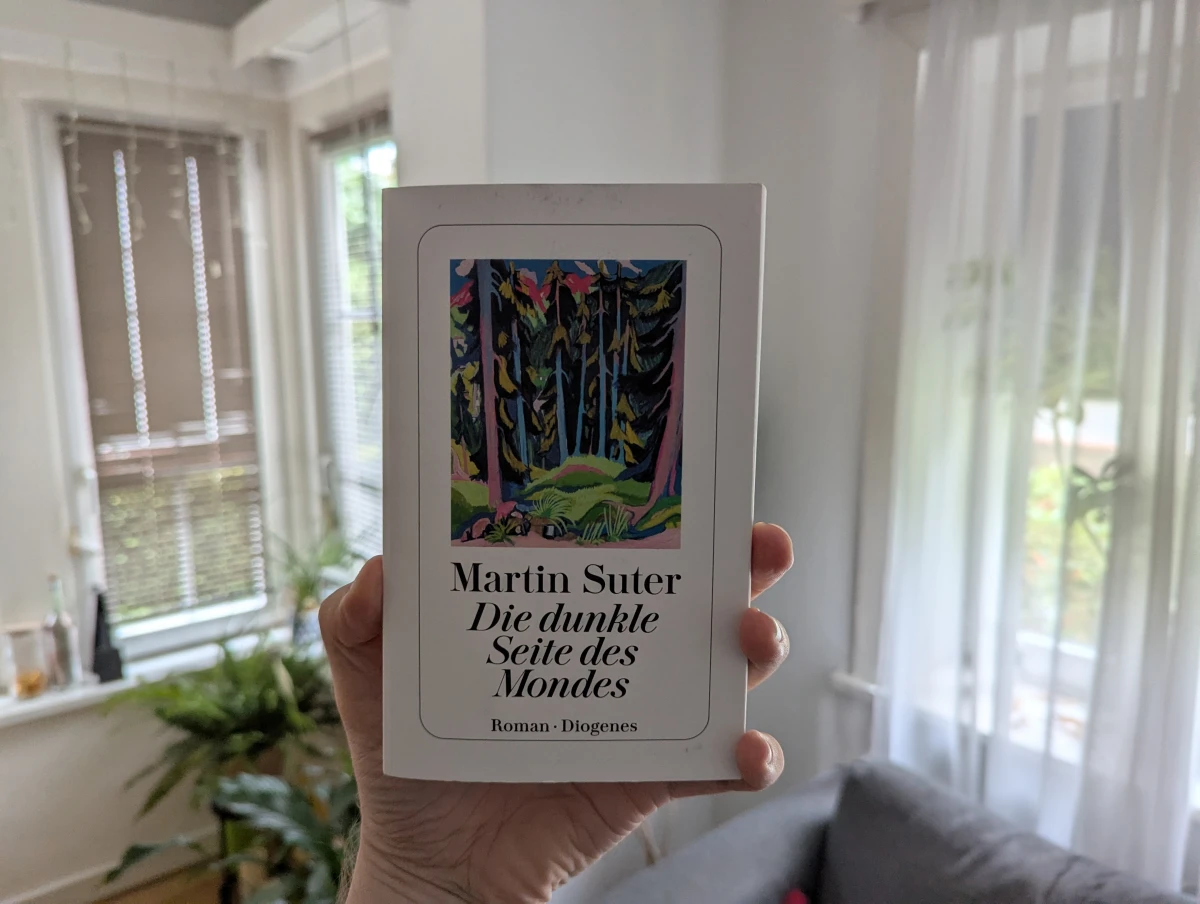 Martin Suter
Die dunkle
Seite des
Mondes
Roman · Diogenes